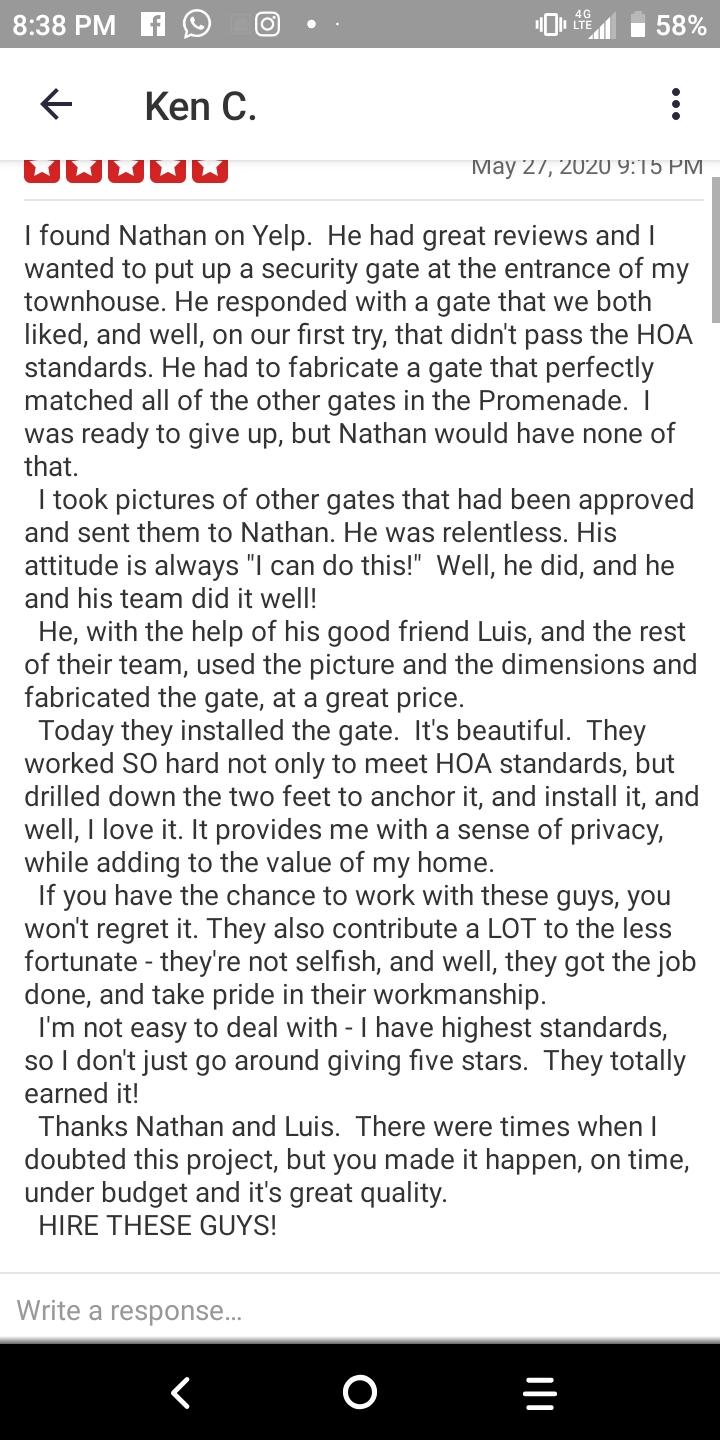 8:38 PM
4G
LTE
58%
Ken C.
May 27, 2020 9:15 PM
I found Nathan on Yelp.  He had great reviews and I
wanted to put up a security gate at the entrance of my
townhouse. He responded with a gate that we both
liked, and well, on our first try, that didn't pass the HOA
standards. He had to fabricate a gate that perfectly
matched all of the other gates in the Promenade.  I
was ready to give up, but Nathan would have none of
that.
I took pictures of other gates that had been approved
and sent them to Nathan. He was relentless. His
attitude is always "I can do this!"  Well, he did, and he
and his team did it well!
He, with the help of his good friend Luis, and the rest
of their team, used the picture and the dimensions and
fabricated the gate, at a great price.
Today they installed the gate.  It's beautiful.  They
worked SO hard not only to meet HOA standards, but
drilled down the two feet to anchor it, and install it, and
well, I love it. It provides me with a sense of privacy,
while adding to the value of my home.
If you have the chance to work with these guys, you
won't regret it. They also contribute a LOT to the less
fortunate - they're not selfish, and well, they got the job
done, and take pride in their workmanship.
I'm not easy to deal with - I have highest standards,
so I don't just go around giving five stars.  They totally
earned it!
Thanks Nathan and Luis.  There were times when I
doubted this project, but you made it happen, on time,
under budget and it's great quality.
HIRE THESE GUYS!
Write a response...